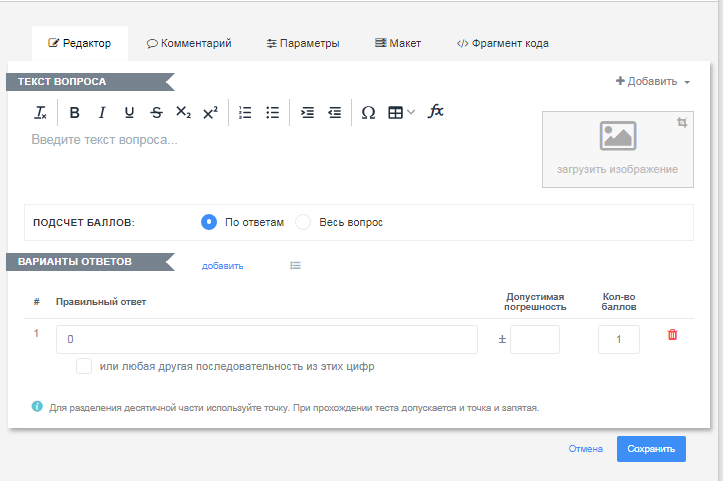 Редактор Комментарий Параметры Макет </> Фрагмент кода
ТЕКСТ ВОПРОСА + Добавить
Введите текст вопроса...
загрузить изображение
ПОДСЧЕТ БАЛЛОВ: По ответам Весь вопрос
ВАРИАНТЫ ОТВЕТОВ добавить
# Правильный ответ Допустимая погрешность Кол-во баллов
1 0 ± 1
или любая другая последовательность из этих цифр
Для разделения десятичной части используйте точку. При прохождении теста допускается и точка и запятая.
Отмена Сохранить